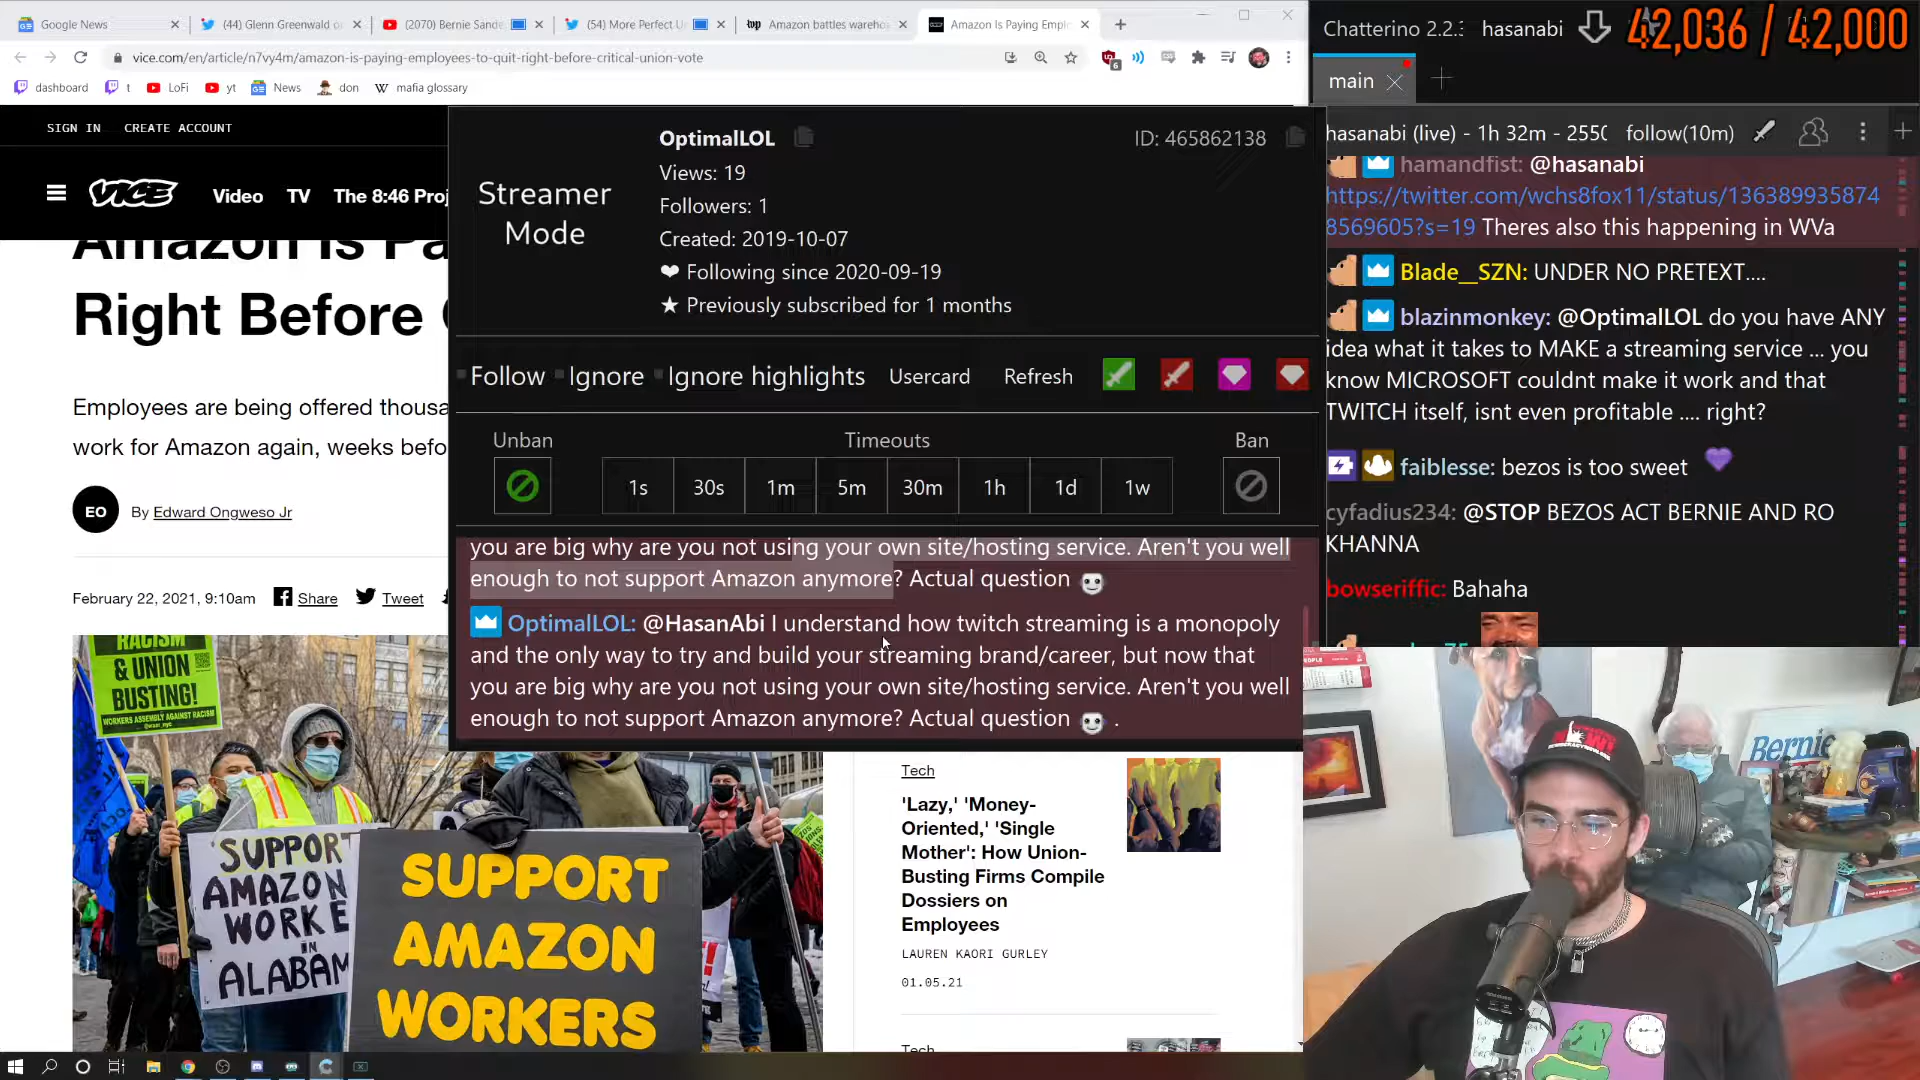 Google News
(44) Glenn Greenwald o
(2070) Bernie Sande
(54) More Perfect U
Amazon battles wareho
Amazon Is Paying Empl
vice.com/en/article/n7vy4m/amazon-is-paying-employees-to-quit-right-before-critical-union-vote
6
dashboard
t
LoFi
yt
News
don
mafia glossary
SIGN IN CREATE ACCOUNT
VICE
Video TV The 8:46 Proj
Amazon Is Pa
Right Before
Employees are being offered thousa
work for Amazon again, weeks befo
EO
By Edward Ongweso Jr
February 22, 2021, 9:10am
Share
Tweet
RACISM
& UNION
BUSTING!
WORKERS ASSEMBLY AGAINST RACISM
SUPPORT
AMAZON
WORKE
IN
ALABAM
SUPPORT
AMAZON
WORKERS
Tech
'Lazy,' 'Money-
Oriented,' 'Single
Mother': How Union-
Busting Firms Compile
Dossiers on
Employees
LAUREN KAORI GURLEY
01.05.21
Tech
Streamer
Mode
OptimalLOL
ID: 465862138
Views: 19
Followers: 1
Created: 2019-10-07
❤ Following since 2020-09-19
★ Previously subscribed for 1 months
Follow
Ignore
Ignore highlights
Usercard
Refresh
Unban
Timeouts
Ban
1s
30s
1m
5m
30m
1h
1d
1w
you are big why are you not using your own site/hosting service. Aren't you well
enough to not support Amazon anymore? Actual question
OptimalLOL: @HasanAbi I understand how twitch streaming is a monopoly
and the only way to try and build your streaming brand/career, but now that
you are big why are you not using your own site/hosting service. Aren't you well
enough to not support Amazon anymore? Actual question .
Chatterino 2.2.
hasanabi
42,036 / 42,000
main
hasanabi (live) - 1h 32m - 2550
follow(10m)
hamandfist: @hasanabi
https://twitter.com/wchs8fox11/status/136389935874
8569605?s=19 Theres also this happening in WVa
Blade__SZN: UNDER NO PRETEXT....
blazinmonkey: @OptimalLOL do you have ANY
idea what it takes to MAKE a streaming service ... you
know MICROSOFT couldnt make it work and that
TWITCH itself, isnt even profitable .... right?
faiblesse: bezos is too sweet
cyfadius234: @STOP BEZOS ACT BERNIE AND RO
KHANNA
bowseriffic: Bahaha
Bernie